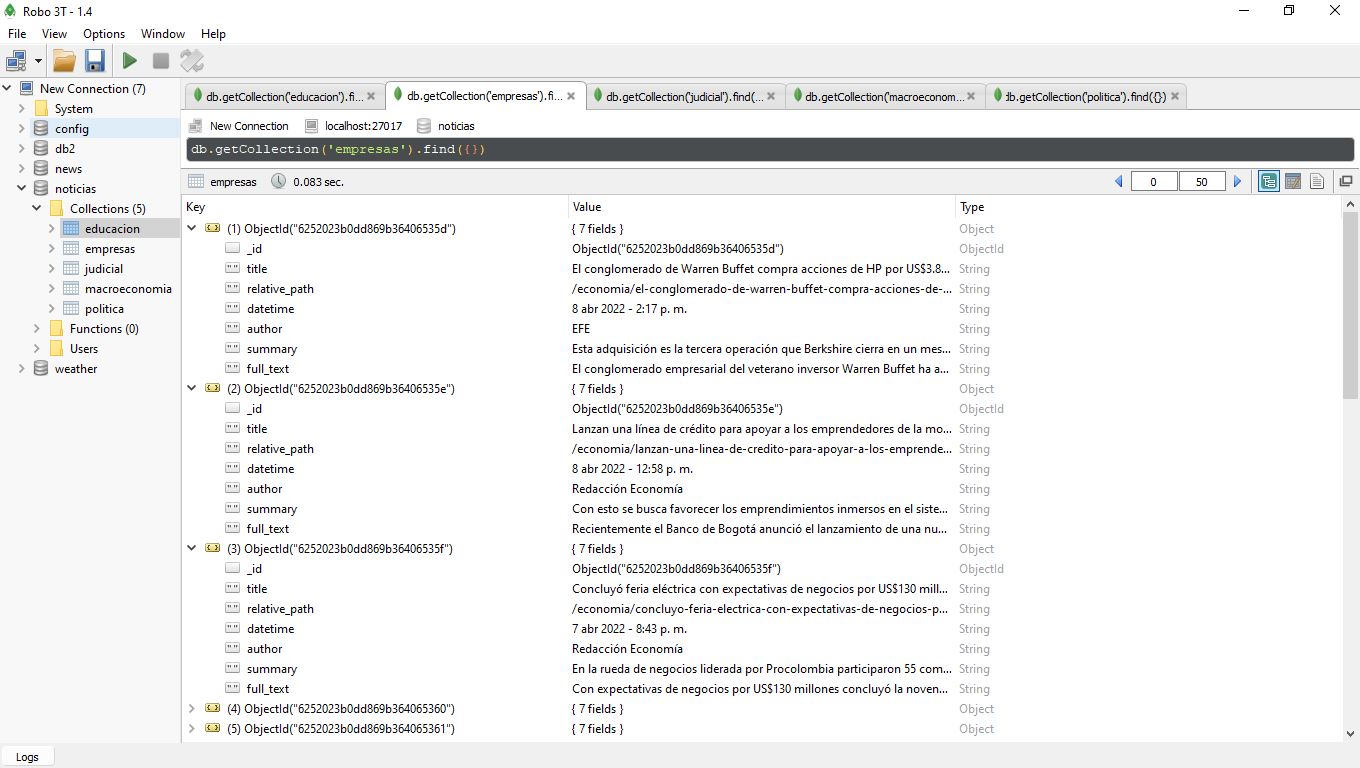 Robo 3T - 1.4
File View Options Window Help
New Connection (7)
System
config
db2
news
noticias
Collections (5)
educacion
empresas
judicial
macroeconomia
politica
Functions (0)
Users
weather
db.getCollection('educacion').fi... db.getCollection('empresas').fi... db.getCollection('judicial').find(... db.getCollection('macroeconom... db.getCollection('politica').find({})
New Connection localhost:27017 noticias
db.getCollection('empresas').find({})
empresas 0.083 sec. 0 50
Key Value Type
(1) ObjectId("6252023b0dd869b36406535d") { 7 fields } Object
_id ObjectId("6252023b0dd869b36406535d") ObjectId
title El conglomerado de Warren Buffet compra acciones de HP por US$3.8... String
relative_path /economia/el-conglomerado-de-warren-buffet-compra-acciones-de-... String
datetime 8 abr 2022 - 2:17 p. m. String
author EFE String
summary Esta adquisición es la tercera operación que Berkshire cierra en un mes... String
full_text El conglomerado empresarial del veterano inversor Warren Buffet ha a... String
(2) ObjectId("6252023b0dd869b36406535e") { 7 fields } Object
_id ObjectId("6252023b0dd869b36406535e") ObjectId
title Lanzan una línea de crédito para apoyar a los emprendedores de la mo... String
relative_path /economia/lanzan-una-linea-de-credito-para-apoyar-a-los-emprende... String
datetime 8 abr 2022 - 12:58 p. m. String
author Redacción Economía String
summary Con esto se busca favorecer los emprendimientos inmersos en el siste... String
full_text Recientemente el Banco de Bogotá anunció el lanzamiento de una nu... String
(3) ObjectId("6252023b0dd869b36406535f") { 7 fields } Object
_id ObjectId("6252023b0dd869b36406535f") ObjectId
title Concluyó feria eléctrica con expectativas de negocios por US$130 mill... String
relative_path /economia/concluyo-feria-electrica-con-expectativas-de-negocios-p... String
datetime 7 abr 2022 - 8:43 p. m. String
author Redacción Economía String
summary En la rueda de negocios liderada por Procolombia participaron 55 com... String
full_text Con expectativas de negocios por US$130 millones concluyó la noven... String
(4) ObjectId("6252023b0dd869b364065360") { 7 fields } Object
(5) ObjectId("6252023b0dd869b364065361") { 7 fields } Object
Logs